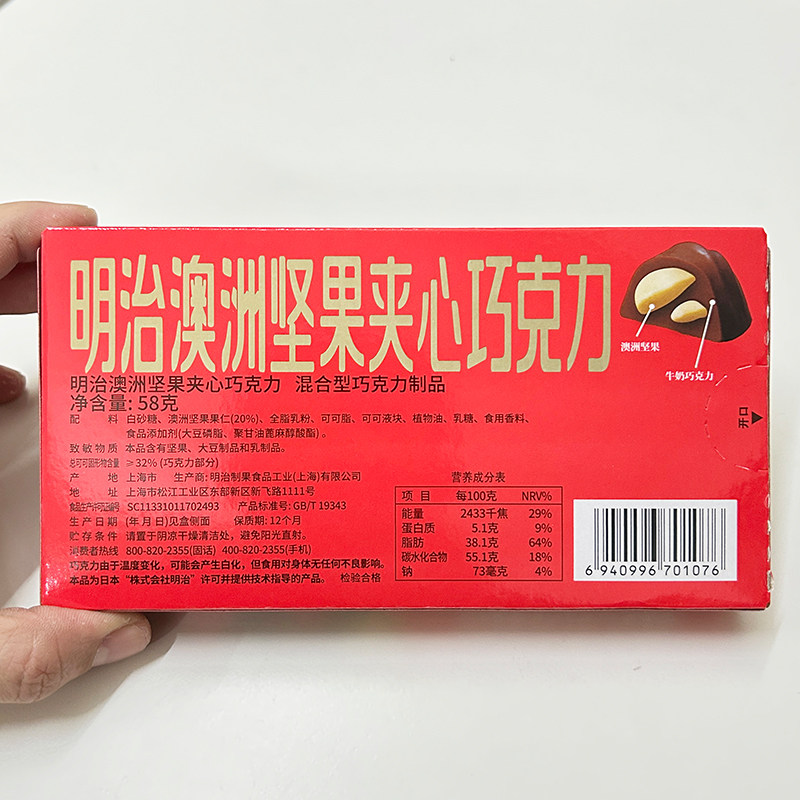 明治澳洲坚果夹心巧克力
澳洲坚果
牛奶巧克力
明治澳洲坚果夹心巧克力 混合型巧克力制品
净含量: 58克
配 料 白砂糖、澳洲坚果果仁(20%)、全脂乳粉、可可脂、可可液块、植物油、乳糖、食用香料、
食品添加剂(大豆磷脂、聚甘油蓖麻醇酸酯)。
致敏物质 本品含有坚果、大豆制品和乳制品。
总可可固形物含量 ≥32% (巧克力部分)
产 地 上海市 生产商: 明治制果食品工业(上海)有限公司
地 址 上海市松江工业区东部新区新飞路1111号
食品生产许可证编号 SC11331011702493 产品标准号: GB/T 19343
生产日期 (年月日)见盒侧面 保质期: 12个月
贮存条件 请置于阴凉干燥清洁处，避免阳光直射。
消费者热线 800-820-2355(固话) 400-820-2355(手机)
巧克力由于温度变化，可能会产生白化，但食用对身体无任何不良影响。
本品为日本“株式会社明治”许可并提供技术指导的产品。 检验合格
营养成分表
项 目 每100克 NRV%
能量 2433千焦 29%
蛋白质 5.1克 9%
脂肪 38.1克 64%
碳水化合物 55.1克 18%
钠 73毫克 4%
开口
6 940996 701076